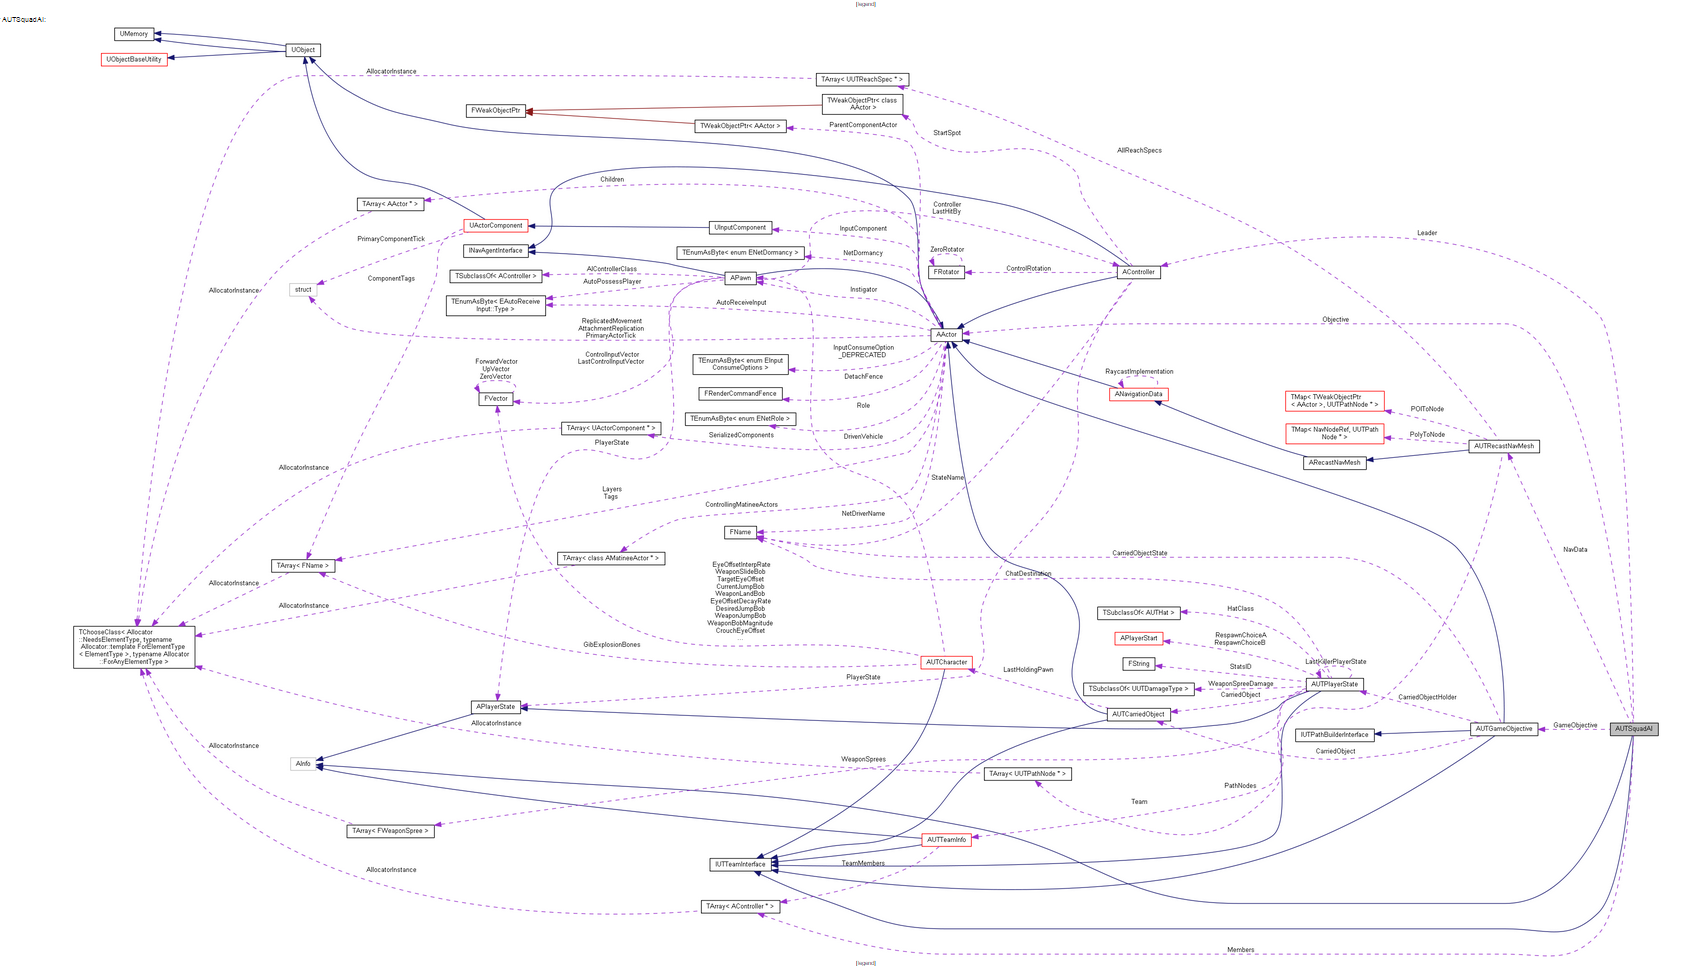 [legend]
AUTSquadAI:
UMemory
UObject
UObjectBaseUtility
AllocatorInstance
TArray< UUTReachSpec * >
FWeakObjectPtr
TWeakObjectPtr< class
AActor >
TWeakObjectPtr< AActor >
ParentComponentActor
StartSpot
AllReachSpecs
Children
TArray< AActor * >
Controller
LastHitBy
UActorComponent
UInputComponent
InputComponent
Leader
PrimaryComponentTick
INavAgentInterface
TEnumAsByte< enum ENetDormancy >
NetDormancy
ZeroRotator
FRotator
ControlRotation
AController
ComponentTags
TSubclassOf< AController >
AIControllerClass
APawn
AutoPossessPlayer
struct
AllocatorInstance
TEnumAsByte< EAutoReceive
Input::Type >
AutoReceiveInput
Instigator
ReplicatedMovement
AttachmentReplication
PrimaryActorTick
AActor
Objective
ForwardVector
UpVector
ZeroVector
FVector
ControlInputVector
LastControlInputVector
InputConsumeOption
_DEPRECATED
TEnumAsByte< enum EInput
ConsumeOptions >
DetachFence
FRenderCommandFence
RaycastImplementation
ANavigationData
TMap< TWeakObjectPtr
< AActor >, UUTPathNode * >
POIToNode
TEnumAsByte< enum ENetRole >
Role
TArray< UActorComponent * >
SerializedComponents
DrivenVehicle
PlayerState
TMap< NavNodeRef, UUTPath
Node * >
PolyToNode
AUTRecastNavMesh
ARecastNavMesh
AllocatorInstance
StateName
Layers
Tags
ControllingMatineeActors
NetDriverName
FName
CarriedObjectState
NavData
TArray< class AMatineeActor * >
TArray< FName >
ChatDestination
EyeOffsetInterpRate
WeaponSlideBob
TargetEyeOffset
CurrentJumpBob
WeaponLandBob
EyeOffsetDecayRate
DesiredJumpBob
WeaponJumpBob
WeaponBobMagnitude
CrouchEyeOffset
...
AllocatorInstance
AllocatorInstance
TSubclassOf< AUTHat >
HatClass
TChooseClass< Allocator
::NeedsElementType, typename
Allocator::template ForElementType
< ElementType >, typename Allocator
::ForAnyElementType >
GibExplosionBones
APlayerStart
RespawnChoiceA
RespawnChoiceB
AUTCharacter
LastHoldingPawn
FString
StatsID
LastKillerPlayerState
AUTPlayerState
PlayerState
TSubclassOf< UUTDamageType >
WeaponSpreeDamage
CarriedObject
CarriedObjectHolder
APlayerState
AUTCarriedObject
AllocatorInstance
IUTPathBuilderInterface
AUTGameObjective
GameObjective
AUTSquadAI
AllocatorInstance
AInfo
WeaponSprees
TArray< UUTPathNode * >
CarriedObject
PathNodes
Team
TArray< FWeaponSpree >
AUTTeamInfo
IUTTeamInterface
TeamMembers
AllocatorInstance
TArray< AController * >
Members
[legend]